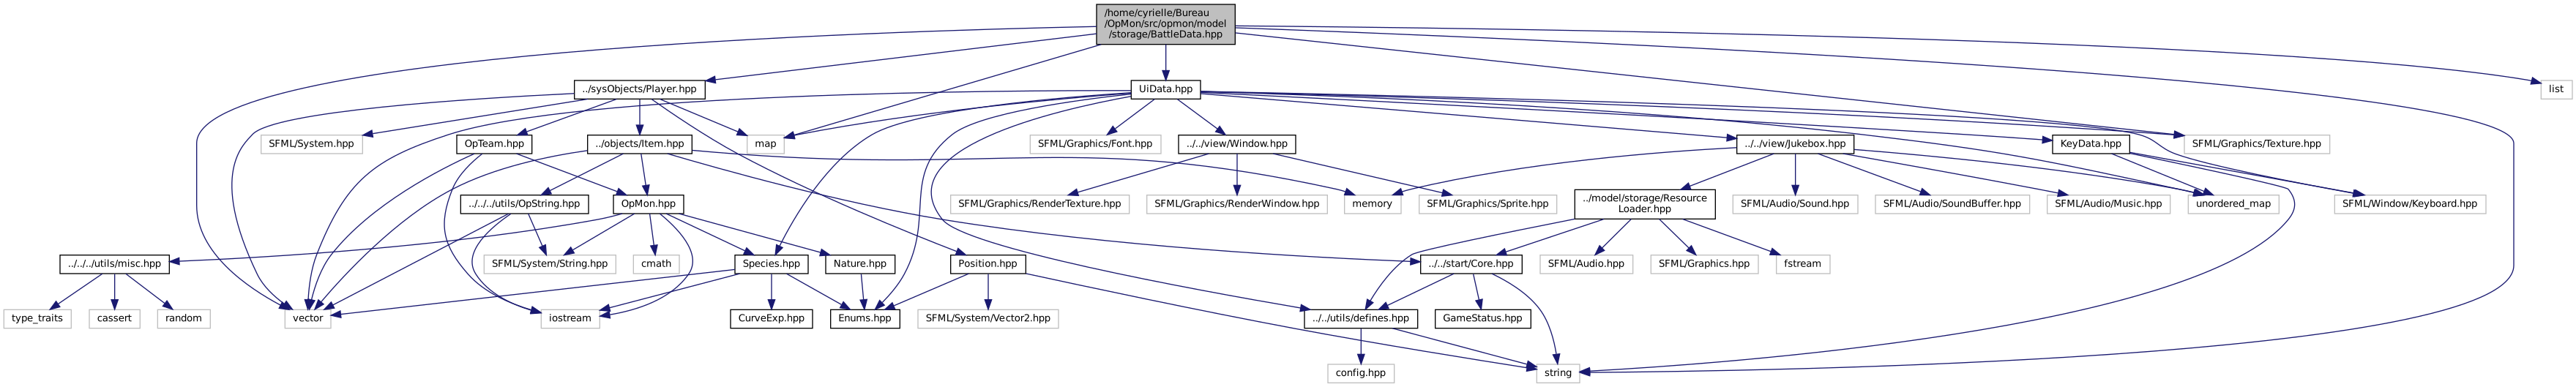 /home/cyrielle/Bureau
/OpMon/src/opmon/model
/storage/BattleData.hpp
../sysObjects/Player.hpp
UiData.hpp
list
SFML/System.hpp
OpTeam.hpp
../objects/Item.hpp
map
SFML/Graphics/Font.hpp
../../view/Window.hpp
../../view/Jukebox.hpp
KeyData.hpp
SFML/Graphics/Texture.hpp
../../../utils/OpString.hpp
OpMon.hpp
SFML/Graphics/RenderTexture.hpp
SFML/Graphics/RenderWindow.hpp
memory
SFML/Graphics/Sprite.hpp
../model/storage/Resource
Loader.hpp
SFML/Audio/Sound.hpp
SFML/Audio/SoundBuffer.hpp
SFML/Audio/Music.hpp
unordered_map
SFML/Window/Keyboard.hpp
../../../utils/misc.hpp
SFML/System/String.hpp
cmath
Species.hpp
Nature.hpp
Position.hpp
../../start/Core.hpp
SFML/Audio.hpp
SFML/Graphics.hpp
fstream
type_traits
cassert
random
vector
iostream
CurveExp.hpp
Enums.hpp
SFML/System/Vector2.hpp
../../utils/defines.hpp
GameStatus.hpp
config.hpp
string